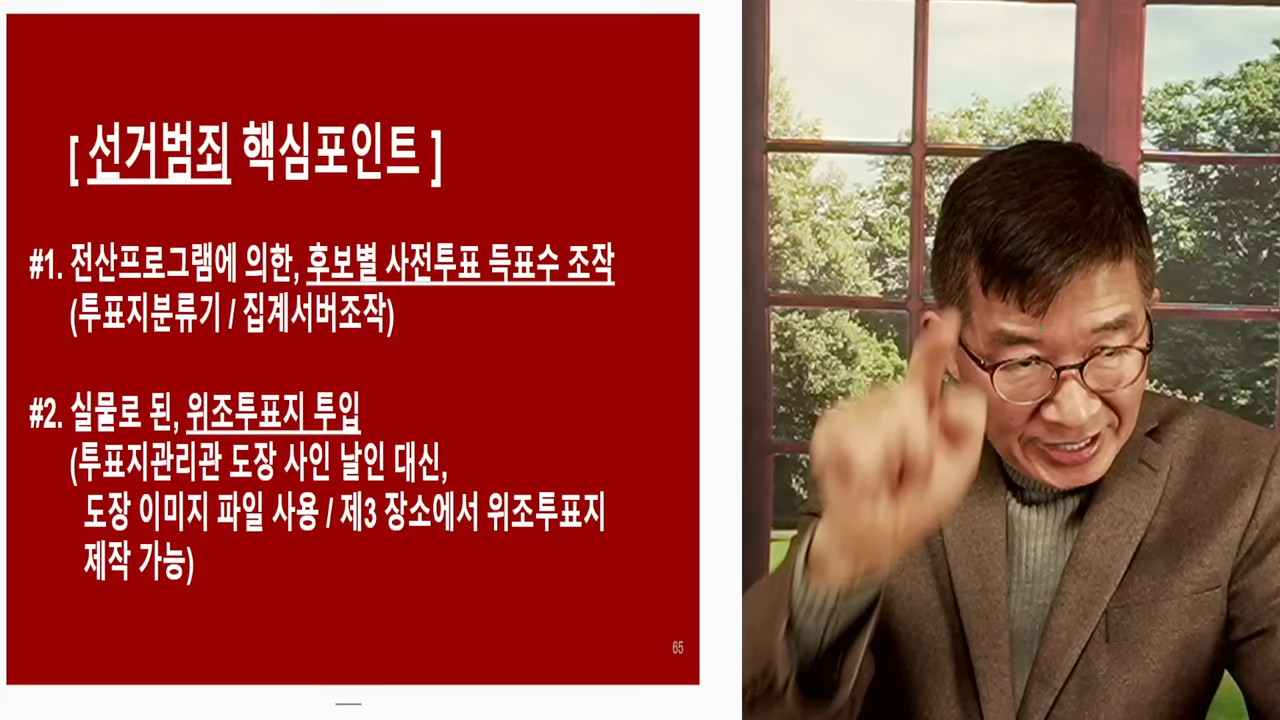 [ 선거범죄 핵심포인트 ]
#1. 전산프로그램에 의한, 후보별 사전투표 득표수 조작
(투표지분류기 / 집계서버조작)
#2. 실물로 된, 위조투표지 투입
(투표지관리관 도장 사인 날인 대신,
도장 이미지 파일 사용 / 제3 장소에서 위조투표지
제작 가능)
65